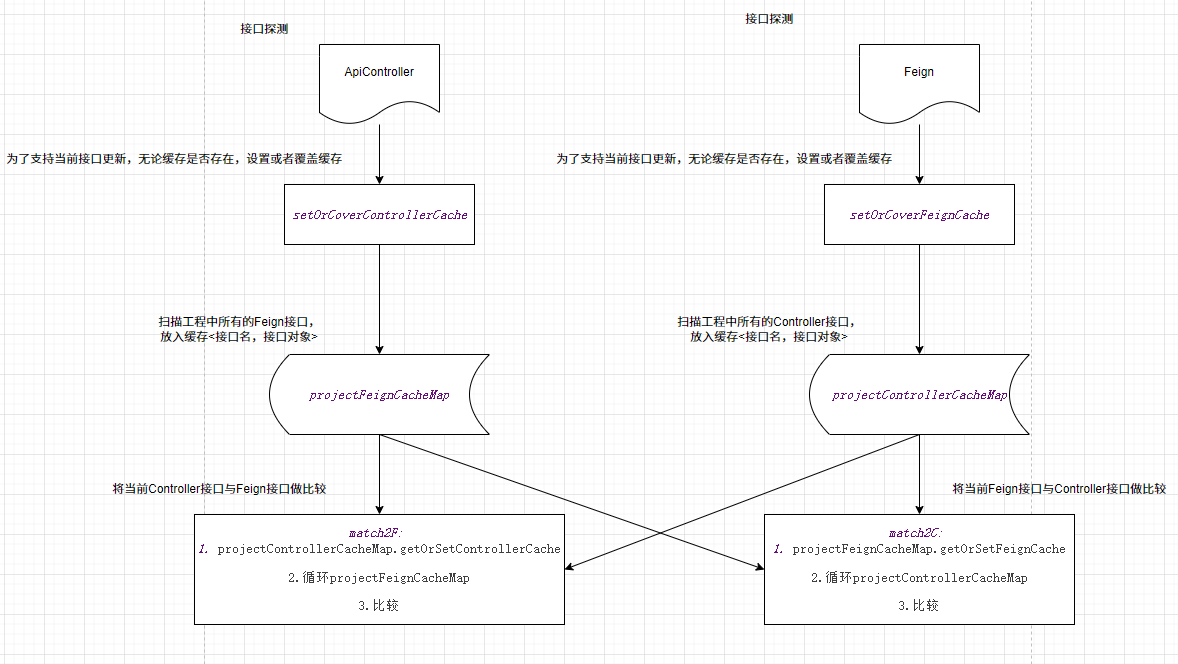 接口探测
接口探测
ApiController
Feign
为了支持当前接口更新，无论缓存是否存在，设置或者覆盖缓存
为了支持当前接口更新，无论缓存是否存在，设置或者覆盖缓存
setOrCoverControllerCache
setOrCoverFeignCache
扫描工程中所有的Feign接口，
放入缓存<接口名，接口对象>
扫描工程中所有的Controller接口，
放入缓存<接口名，接口对象>
projectFeignCacheMap
projectControllerCacheMap
将当前Controller接口与Feign接口做比较
将当前Feign接口与Controller接口做比较
match2F:
1. projectControllerCacheMap.getOrSetControllerCache
2.循环projectFeignCacheMap
3.比较
match2C:
1. projectFeignCacheMap.getOrSetFeignCache
2.循环projectControllerCacheMap
3.比较